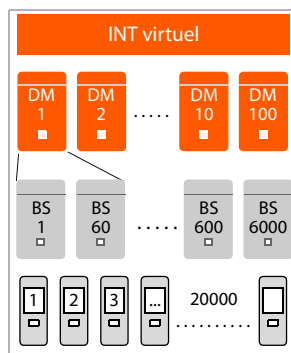 INT virtuel
DM DM ..... DM DM
1 2 10 100
BS BS ..... BS BS
1 60 600 6000
1 2 3 ... 20000
..........